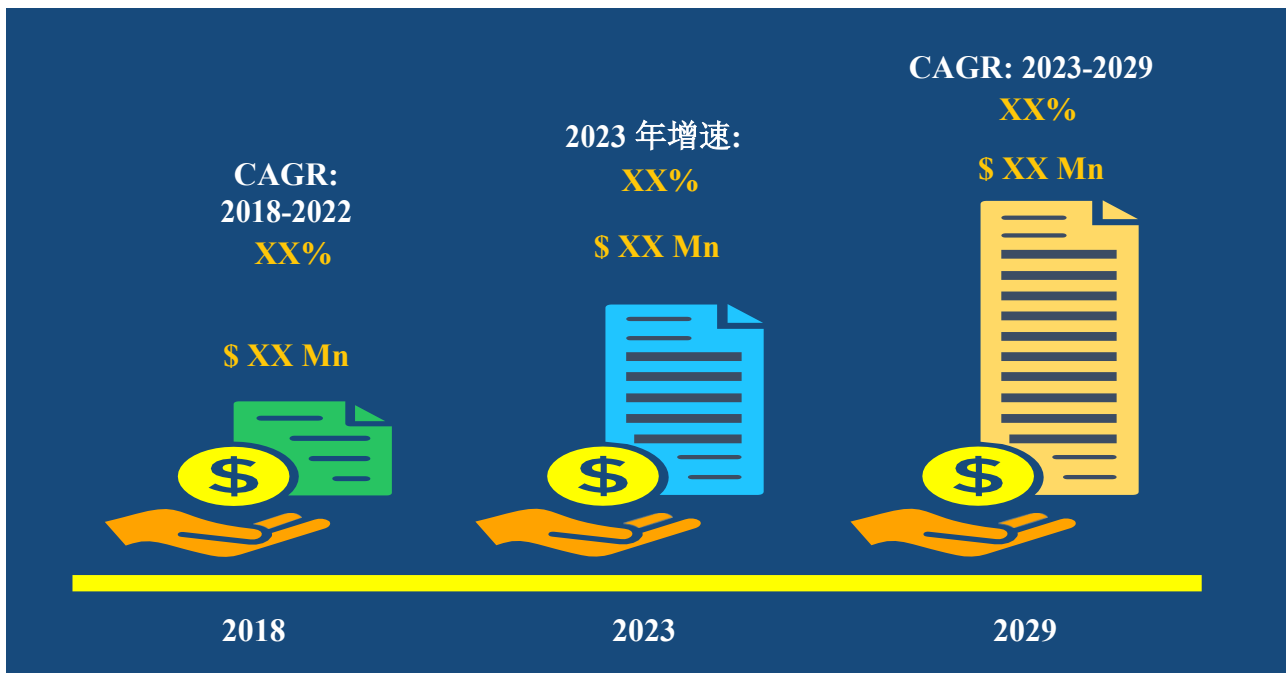 CAGR:
2018-2022
XX%
$ XX Mn
$
2018
2023 年增速:
XX%
$ XX Mn
$
2023
CAGR: 2023-2029
XX%
$ XX Mn
$
2029